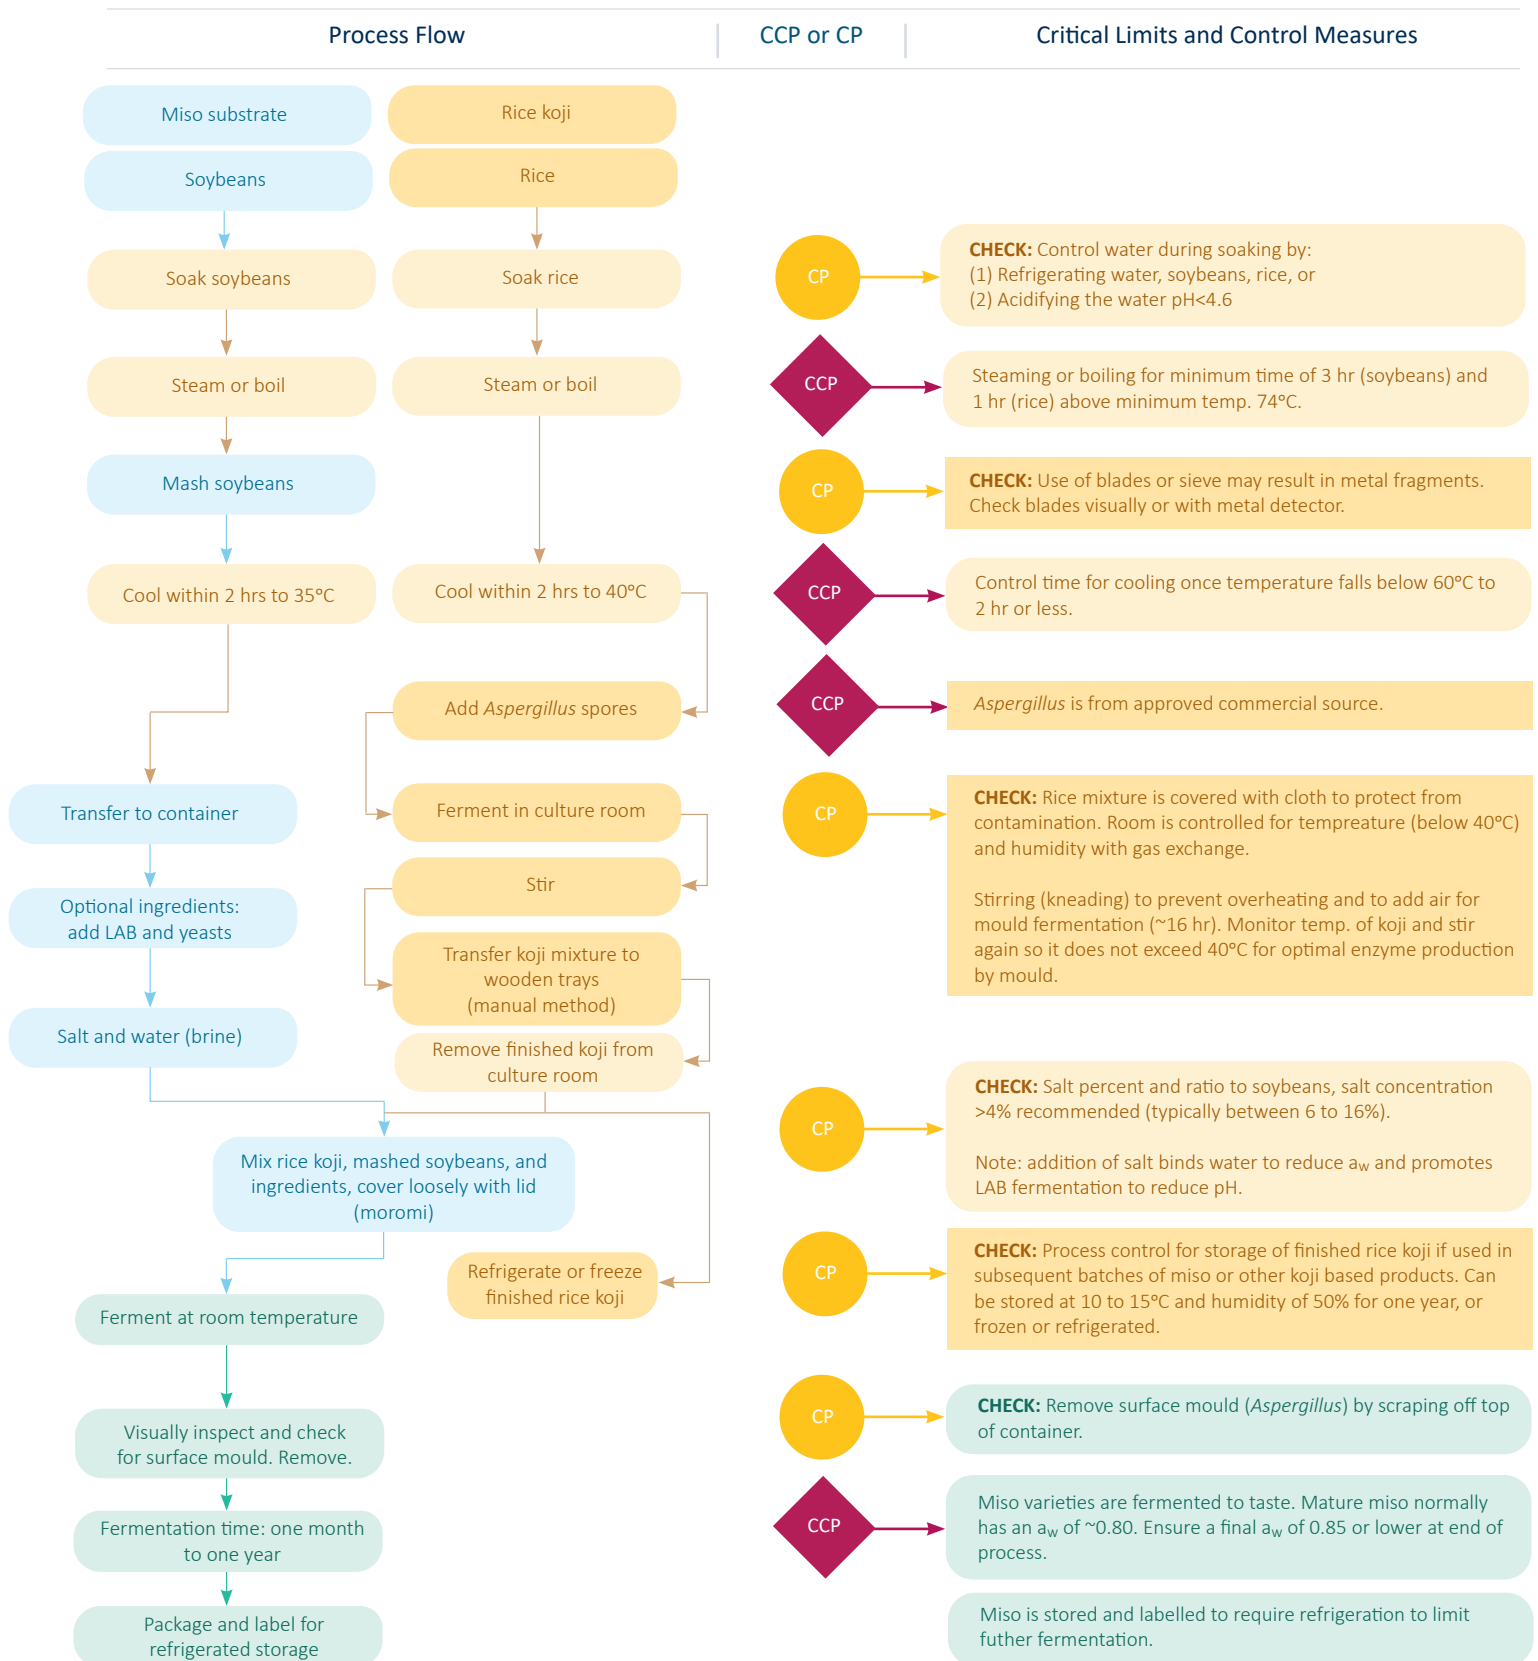 Process Flow
CCP or CP
Critical Limits and Control Measures
Miso substrate
Rice koji
Soybeans
Rice
Soak soybeans
Soak rice
CP
CHECK: Control water during soaking by:
(1) Refrigerating water, soybeans, rice, or
(2) Acidifying the water pH<4.6
Steam or boil
Steam or boil
CCP
Steaming or boiling for minimum time of 3 hr (soybeans) and
1 hr (rice) above minimum temp. 74ºC.
Mash soybeans
CP
CHECK: Use of blades or sieve may result in metal fragments.
Check blades visually or with metal detector.
Cool within 2 hrs to 35ºC
Cool within 2 hrs to 40ºC
CCP
Control time for cooling once temperature falls below 60ºC to
2 hr or less.
Add Aspergillus spores
CCP
Aspergillus is from approved commercial source.
Transfer to container
Ferment in culture room
CP
CHECK: Rice mixture is covered with cloth to protect from
contamination. Room is controlled for tempreature (below 40ºC)
and humidity with gas exchange.
Stirring (kneading) to prevent overheating and to add air for
mould fermentation (~16 hr). Monitor temp. of koji and stir
again so it does not exceed 40ºC for optimal enzyme production
by mould.
Stir
Optional ingredients:
add LAB and yeasts
Transfer koji mixture to
wooden trays
(manual method)
Salt and water (brine)
Remove finished koji from
culture room
CP
CHECK: Salt percent and ratio to soybeans, salt concentration
>4% recommended (typically between 6 to 16%).
Note: addition of salt binds water to reduce aw and promotes
LAB fermentation to reduce pH.
Mix rice koji, mashed soybeans, and
ingredients, cover loosely with lid
(moromi)
Refrigerate or freeze
finished rice koji
CP
CHECK: Process control for storage of finished rice koji if used in
subsequent batches of miso or other koji based products. Can
be stored at 10 to 15ºC and humidity of 50% for one year, or
frozen or refrigerated.
Ferment at room temperature
Visually inspect and check
for surface mould. Remove.
CP
CHECK: Remove surface mould (Aspergillus) by scraping off top
of container.
Fermentation time: one month
to one year
CCP
Miso varieties are fermented to taste. Mature miso normally
has an aw of ~0.80. Ensure a final aw of 0.85 or lower at end of
process.
Package and label for
refrigerated storage
Miso is stored and labelled to require refrigeration to limit
futher fermentation.